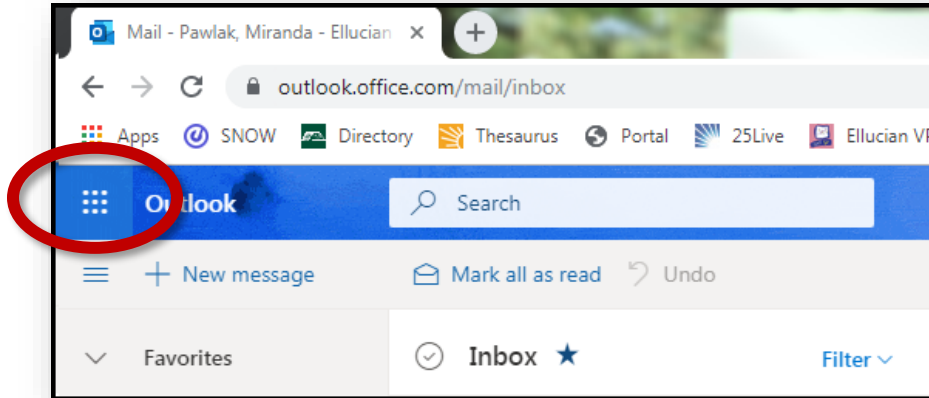 Mail - Pawlak, Miranda - Ellucian
outlook.office.com/mail/inbox
Apps SNOW Directory Thesaurus Portal 25Live Ellucian VP
Outlook Search
New message Mark all as read Undo
Favorites Inbox Filter